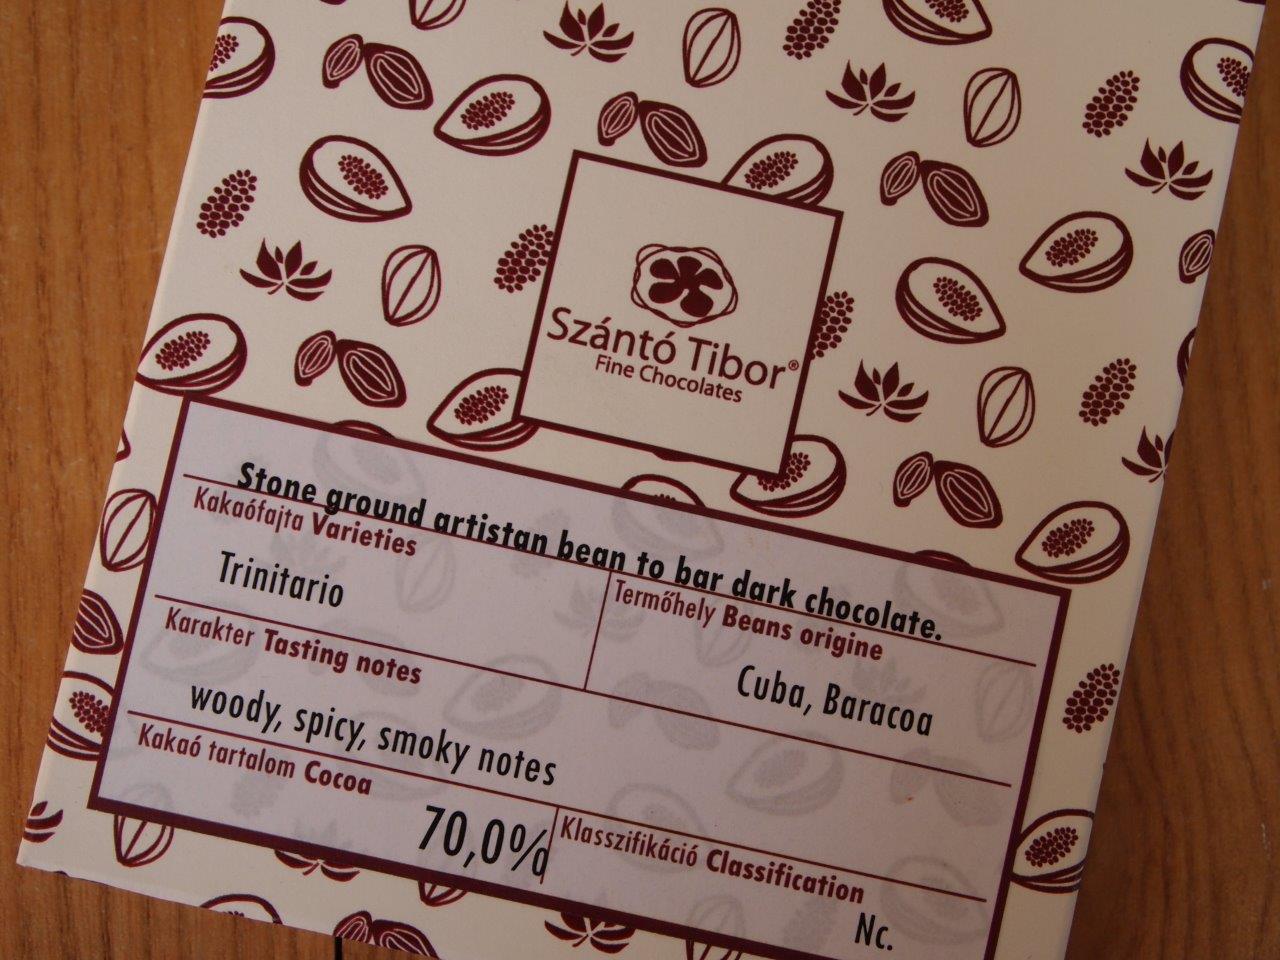 Szántó Tibor®
Fine Chocolates
Stone ground artistan bean to bar dark chocolate.
Kakaófajta Varieties
Trinitario
Termőhely Beans origine
Cuba, Baracoa
Karakter Tasting notes
woody, spicy, smoky notes
Kakaó tartalom Cocoa
70,0%
Klasszifikáció Classification
Nc.